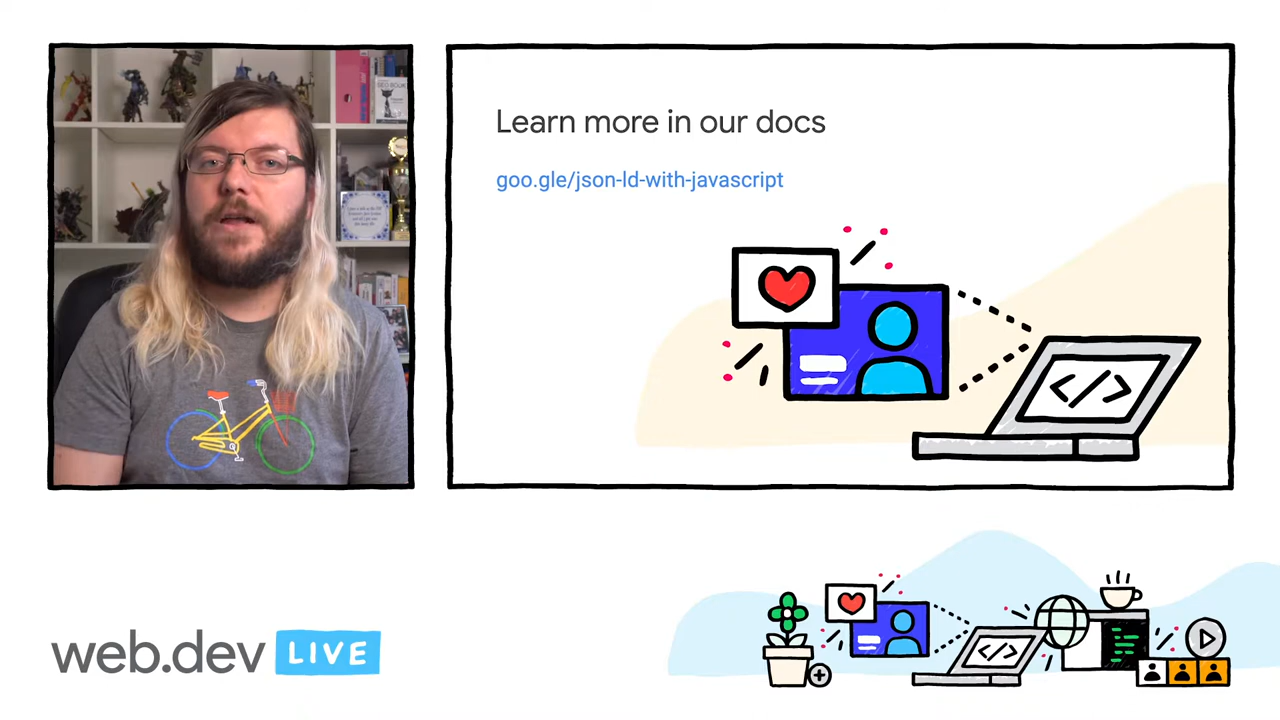 Learn more in our docs
goo.gle/json-ld-with-javascript
</>
web.dev LIVE
</>